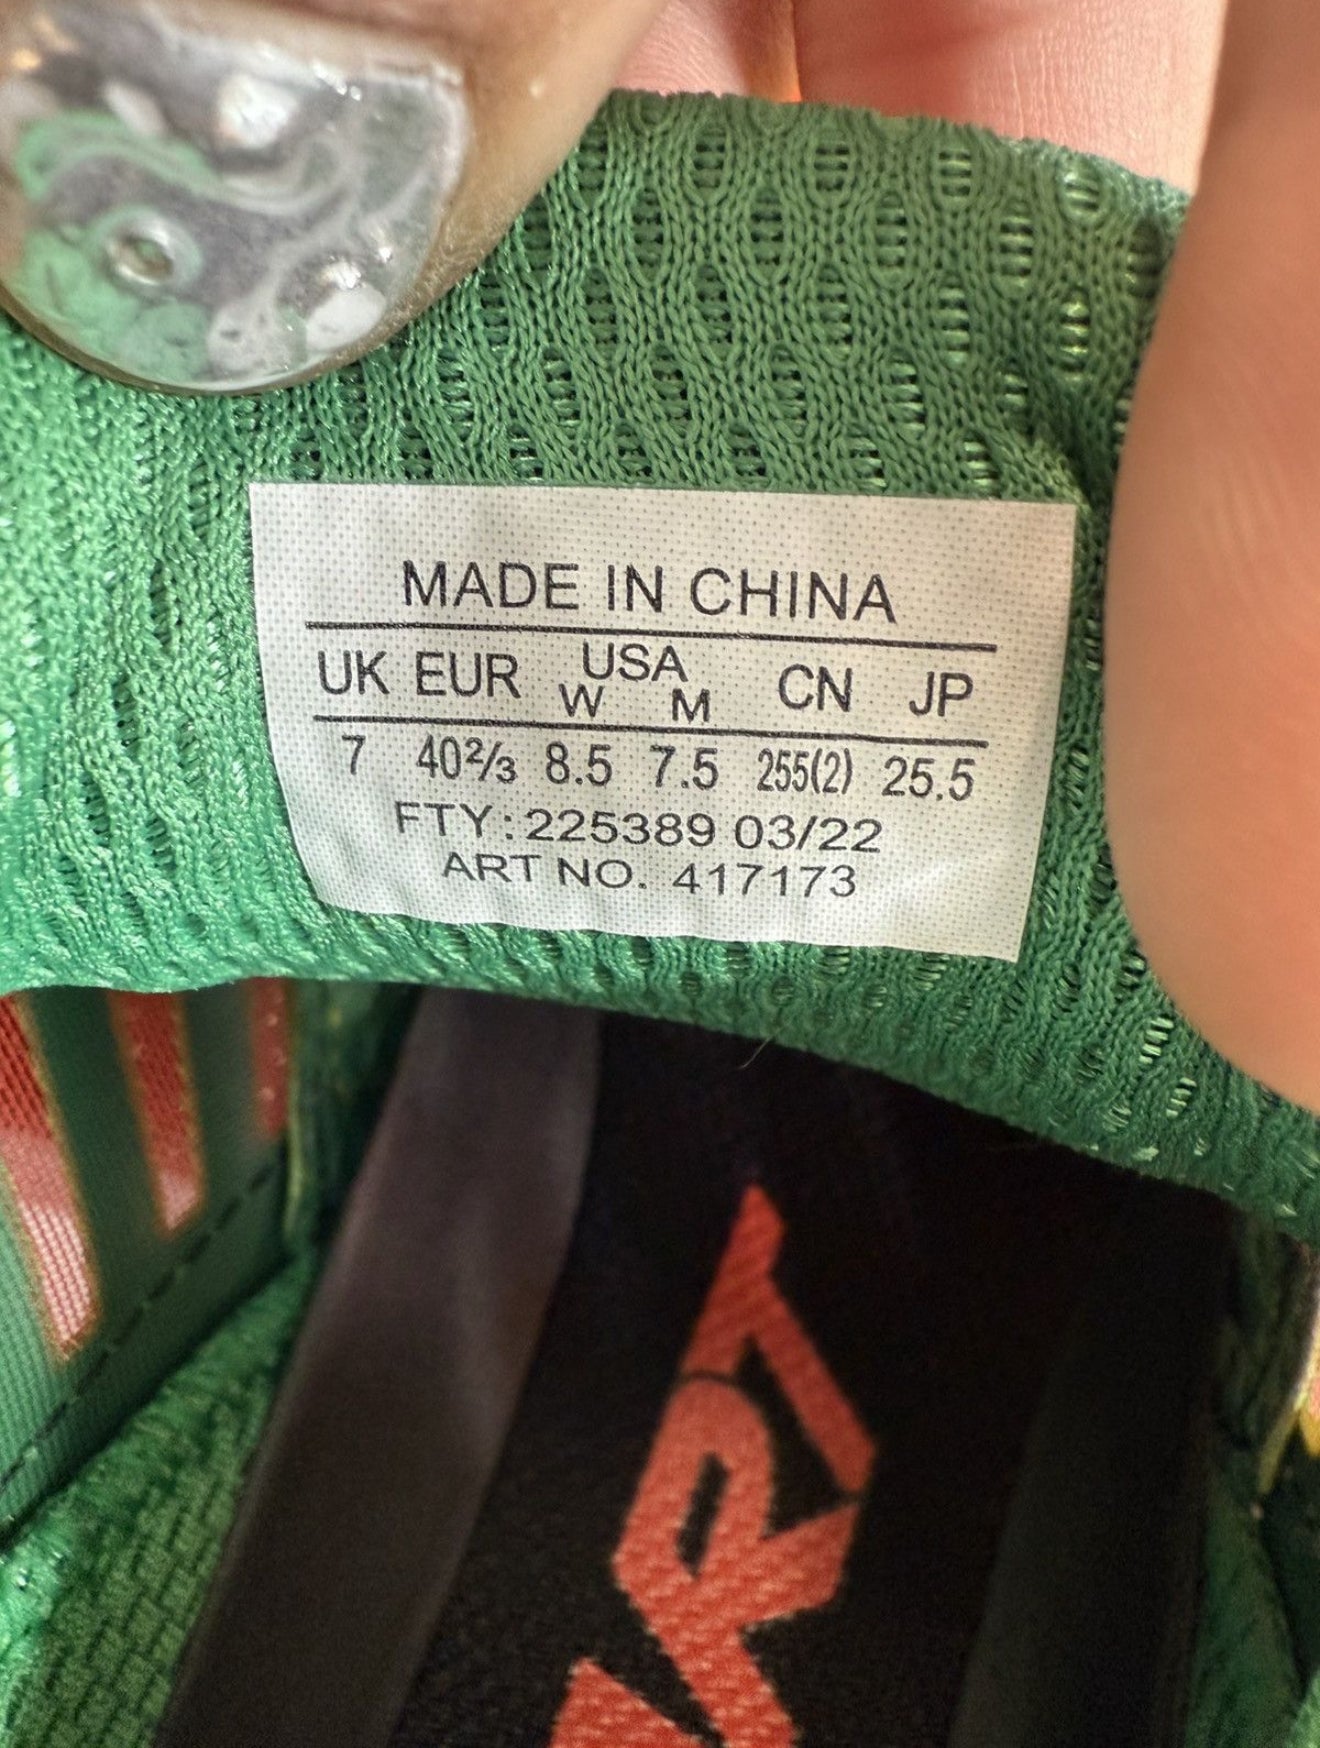 MADE IN CHINA
UK EUR USA CN JP
W M
7 40⅔ 8.5 7.5 255(2) 25.5
FTY: 225389 03/22
ART NO. 417173